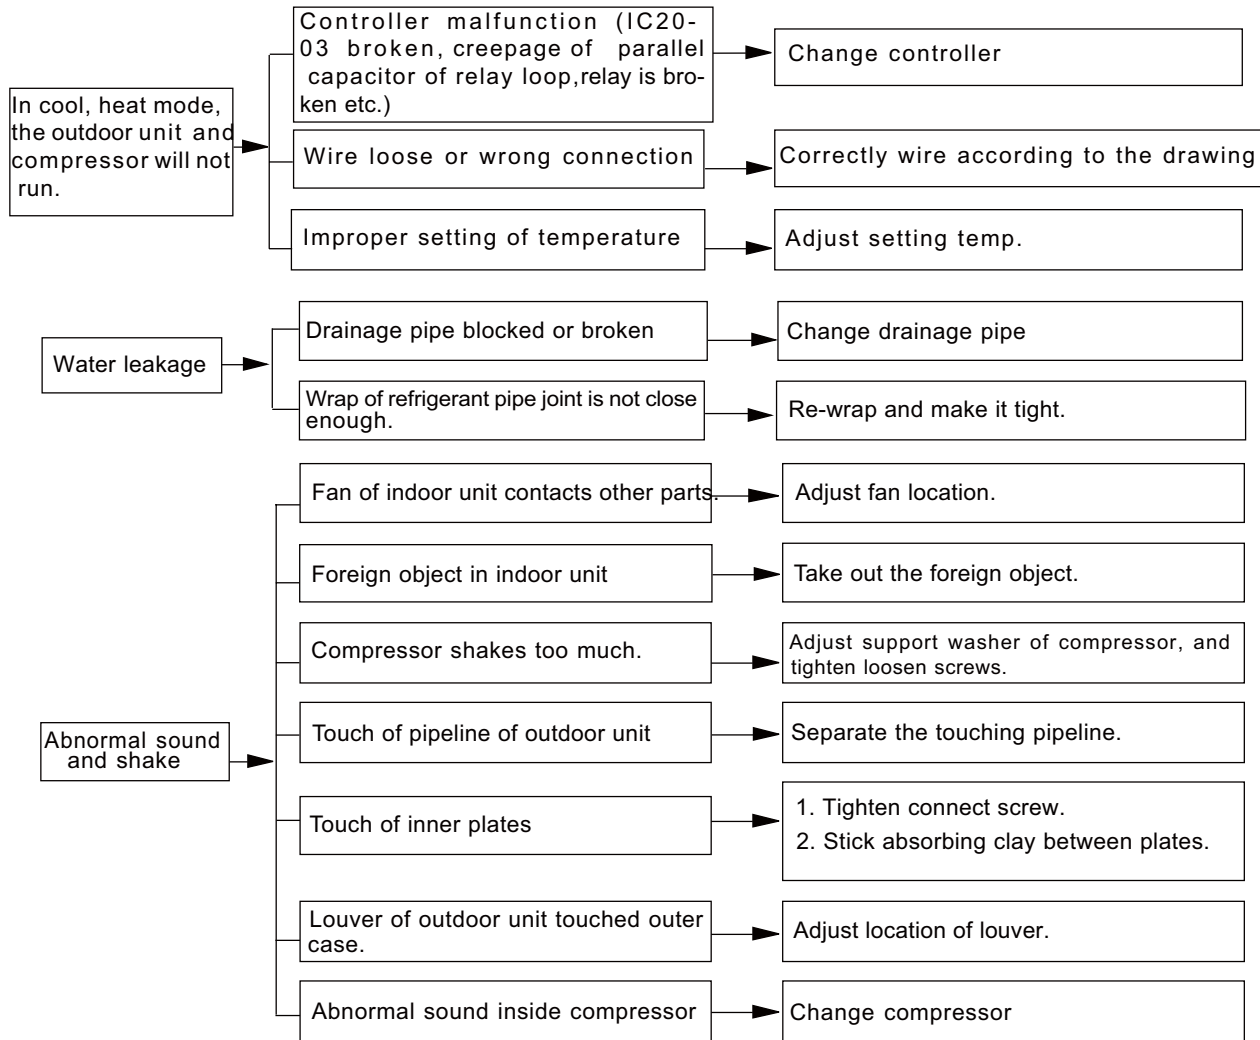 In cool, heat mode,
the outdoor unit and
compressor will not
run.
Controller malfunction (IC20-
03 broken, creepage of parallel
capacitor of relay loop,relay is bro-
ken etc.)
Change controller
Wire loose or wrong connection
Correctly wire according to the drawing
Improper setting of temperature
Adjust setting temp.
Water leakage
Drainage pipe blocked or broken
Change drainage pipe
Wrap of refrigerant pipe joint is not close
enough.
Re-wrap and make it tight.
Abnormal sound
and shake
Fan of indoor unit contacts other parts.
Adjust fan location.
Foreign object in indoor unit
Take out the foreign object.
Compressor shakes too much.
Adjust support washer of compressor, and
tighten loosen screws.
Touch of pipeline of outdoor unit
Separate the touching pipeline.
Touch of inner plates
1. Tighten connect screw.
2. Stick absorbing clay between plates.
Louver of outdoor unit touched outer
case.
Adjust location of louver.
Abnormal sound inside compressor
Change compressor